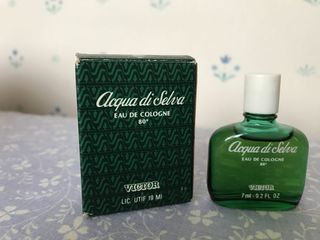 Acqua di Selva
EAU DE COLOGNE
80°
VICTOR
LIC. UTIF 19 MI
Acqua di Selva
EAU DE COLOGNE
80°
VICTOR
7 ml - 0.2 FL OZ